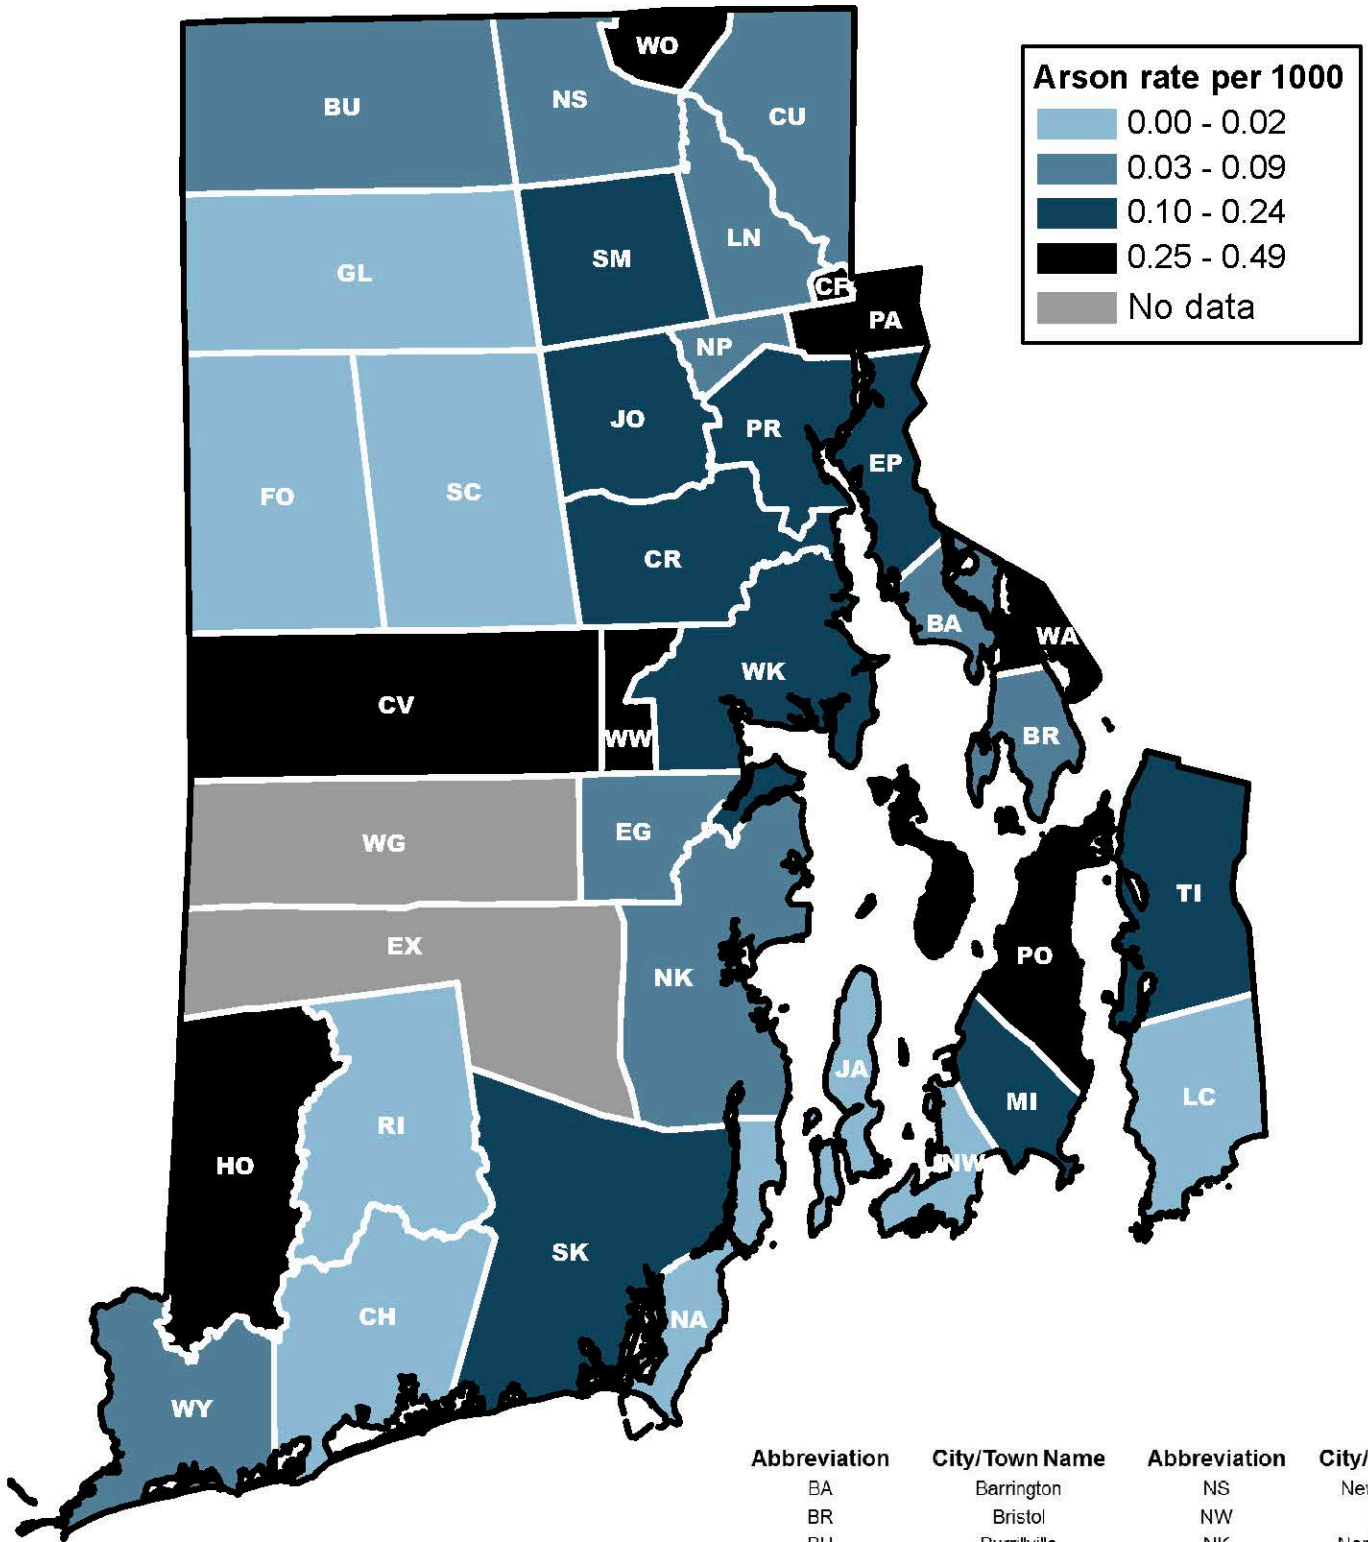 WO
BU
NS
CU
Arson rate per 1000
0.00 - 0.02
0.03 - 0.09
0.10 - 0.24
0.25 - 0.49
No data
GL
SM
LN
CF
PA
NP
JO
PR
EP
FO
SC
CR
BA
WA
WK
CV
WW
BR
WG
EG
TI
EX
PO
NK
JA
MI
LC
RI
HO
NW
SK
CH
NA
WY
Abbreviation City/Town Name Abbreviation City/
BA Barrington NS
BR Bristol NW